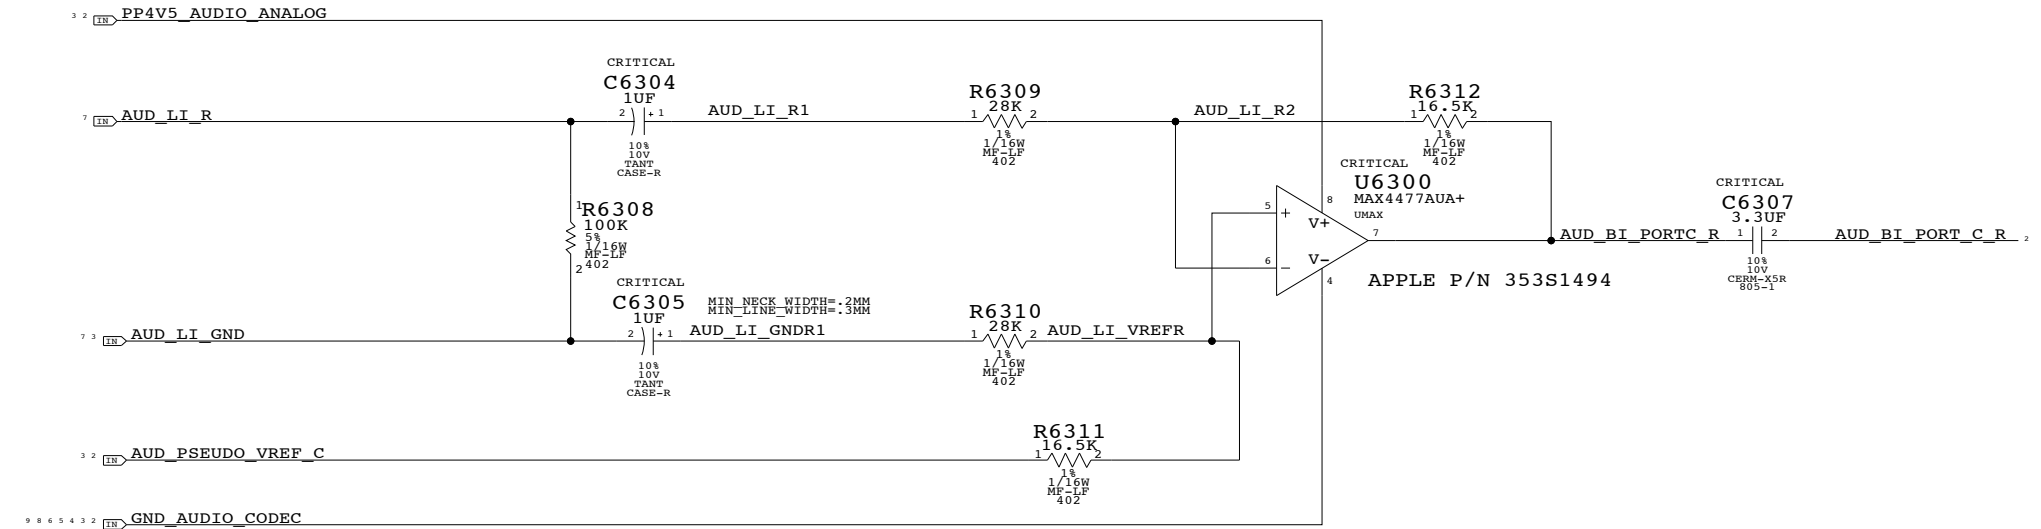 3 2 IN PP4V5_AUDIO_ANALOG
CRITICAL
C6304
1UF
2 + 1
10%
10V
TANT
CASE-R
7 IN AUD_LI_R
AUD_LI_R1
R6309
28K
1 2
1%
1/16W
MF-LF
402
AUD_LI_R2
R6312
16.5K
1 2
1%
1/16W
MF-LF
402
CRITICAL
U6300
MAX4477AUA+
UMAX
8
5 +
V+
7
6 -
V-
4
APPLE P/N 353S1494
1
R6308
100K
5%
1/16W
MF-LF
402
2
CRITICAL
C6307
3.3UF
1 2
10%
10V
CERM-X5R
805-1
AUD_BI_PORTC_R
AUD_BI_PORT_C_R 2
CRITICAL
C6305
1UF
2 + 1
10%
10V
TANT
CASE-R
MIN_NECK_WIDTH=.2MM
MIN_LINE_WIDTH=.3MM
7 3 IN AUD_LI_GND
AUD_LI_GNDR1
R6310
28K
1 2
1%
1/16W
MF-LF
402
AUD_LI_VREFR
3 2 IN AUD_PSEUDO_VREF_C
R6311
16.5K
1 2
1%
1/16W
MF-LF
402
9 8 6 5 4 3 2 IN GND_AUDIO_CODEC